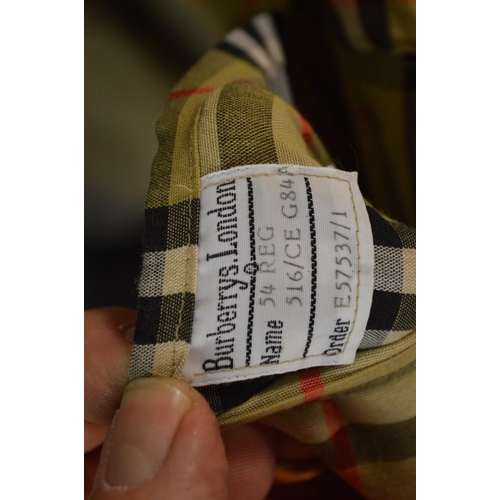 Burberrys.London
Name 54 REG
516/CE G84A
Order E57537/1